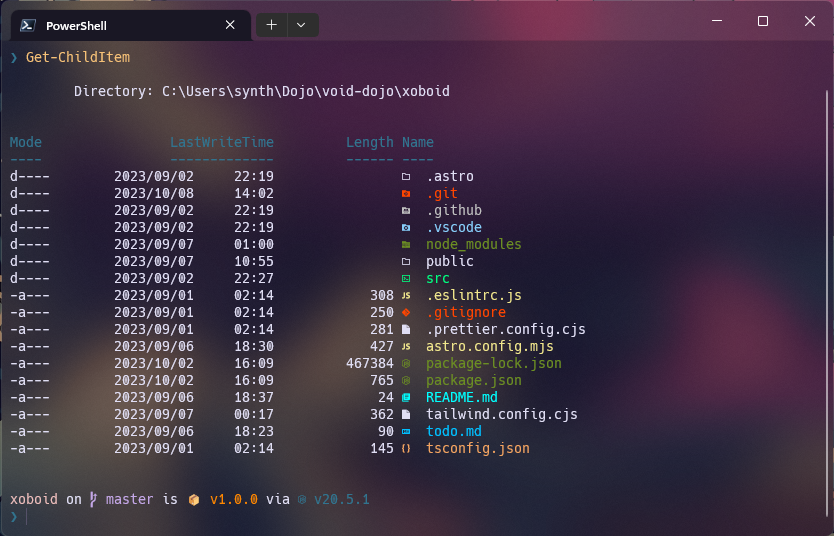 PowerShell
❯ Get-ChildItem
Directory: C:\Users\synth\Dojo\void-dojo\xoboid
Mode LastWriteTime Length Name
---- ------------- ------ ----
d---- 2023/09/02 22:19 .astro
d---- 2023/10/08 14:02 .git
d---- 2023/09/02 22:19 .github
d---- 2023/09/02 22:19 .vscode
d---- 2023/09/07 01:00 node_modules
d---- 2023/09/07 10:55 public
d---- 2023/09/02 22:27 src
-a--- 2023/09/01 02:14 308 JS .eslintrc.js
-a--- 2023/09/01 02:14 250 .gitignore
-a--- 2023/09/01 02:14 281 .prettier.config.cjs
-a--- 2023/09/06 18:30 427 JS astro.config.mjs
-a--- 2023/10/02 16:09 467384 package-lock.json
-a--- 2023/10/02 16:09 765 package.json
-a--- 2023/09/06 18:37 24 README.md
-a--- 2023/09/07 00:17 362 tailwind.config.cjs
-a--- 2023/09/06 18:23 90 todo.md
-a--- 2023/09/01 02:14 145 {} tsconfig.json
xoboid on master is 📦 v1.0.0 via v20.5.1
❯